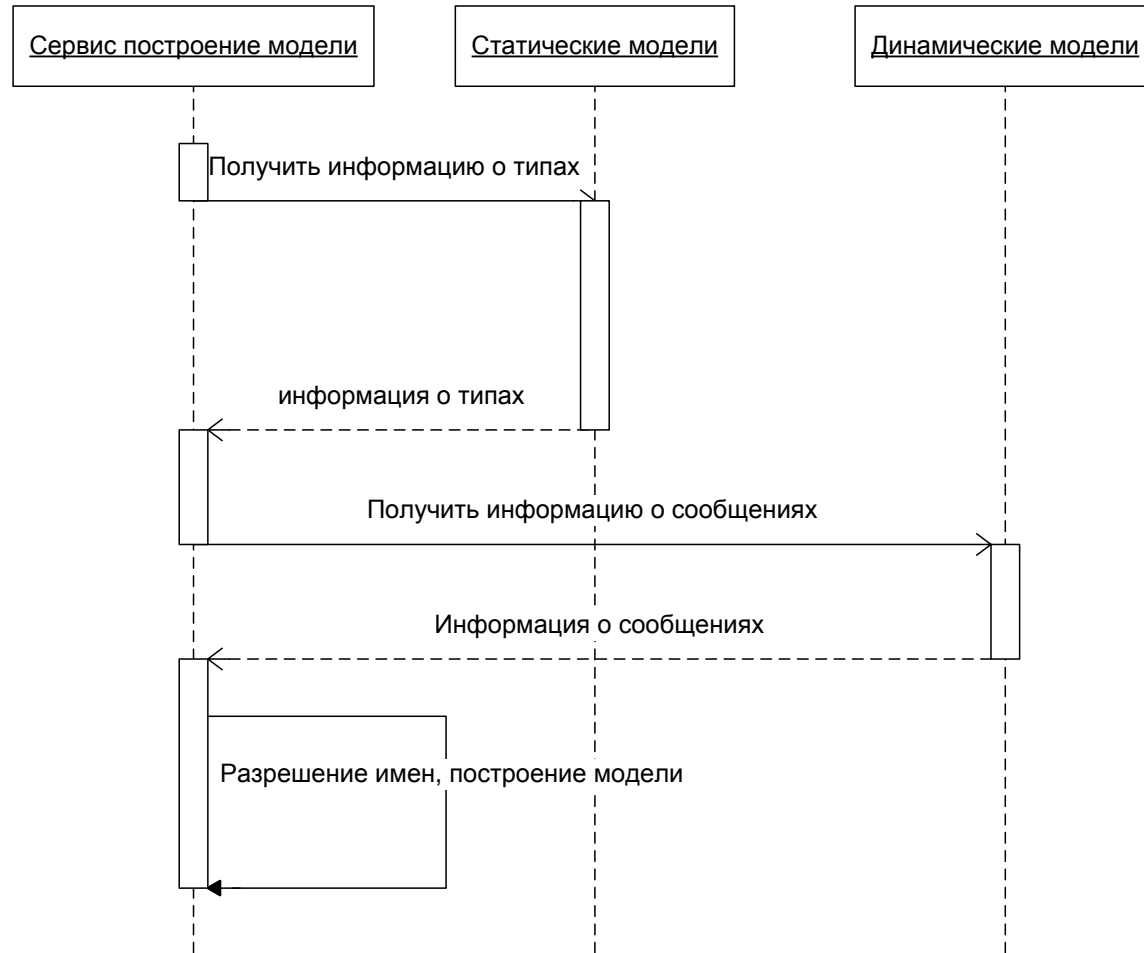 Сервис построение модели
Статические модели
Динамические модели
Получить информацию о типах
информация о типах
Получить информацию о сообщениях
Информация о сообщениях
Разрешение имен, построение модели